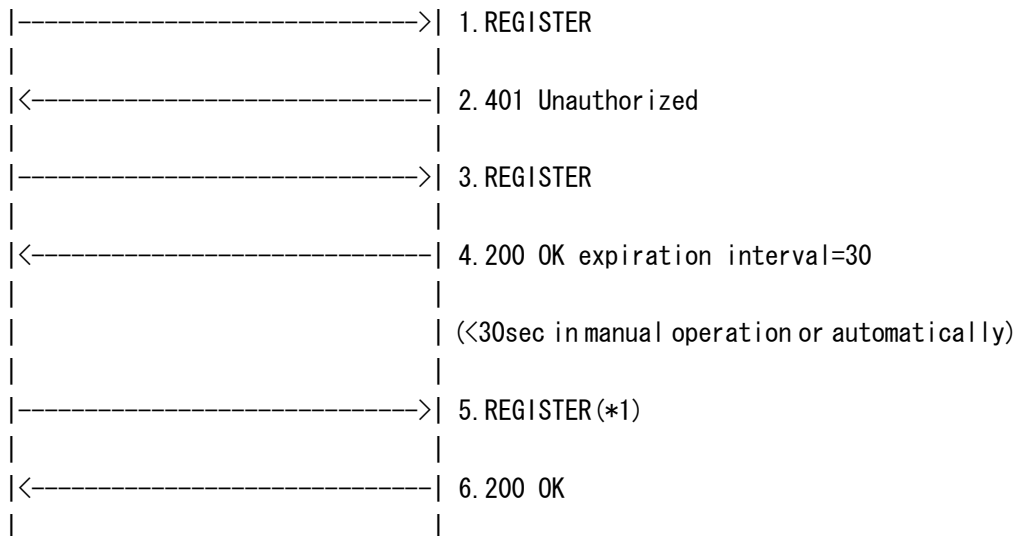 |------------------------------>| 1.REGISTER
| |
|<------------------------------| 2.401 Unauthorized
| |
|------------------------------>| 3.REGISTER
| |
|<------------------------------| 4.200 OK expiration interval=30
| |
| | (<30sec in manual operation or automatically)
| |
|------------------------------>| 5.REGISTER(*1)
| |
|<------------------------------| 6.200 OK
| |